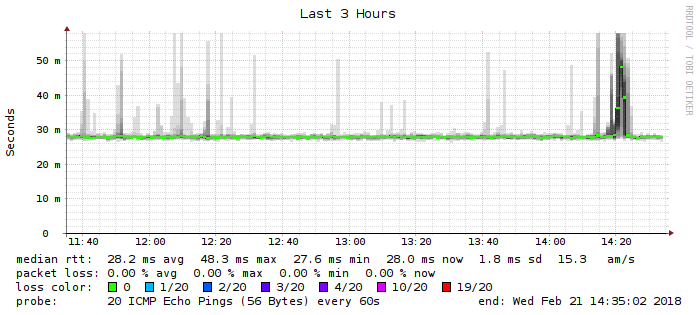 Last 3 Hours
RRDTOOL / TOBI OETIKER
Seconds
50 m
40 m
30 m
20 m
10 m
0
11:40 12:00 12:20 12:40 13:00 13:20 13:40 14:00 14:20
median rtt: 28.2 ms avg 48.3 ms max 27.6 ms min 28.0 ms now 1.8 ms sd 15.3 am/s
packet loss: 0.00 % avg 0.00 % max 0.00 % min 0.00 % now
loss color: 0 1/20 2/20 3/20 4/20 10/20 19/20
probe: 20 ICMP Echo Pings (56 Bytes) every 60s end: Wed Feb 21 14:35:02 2018